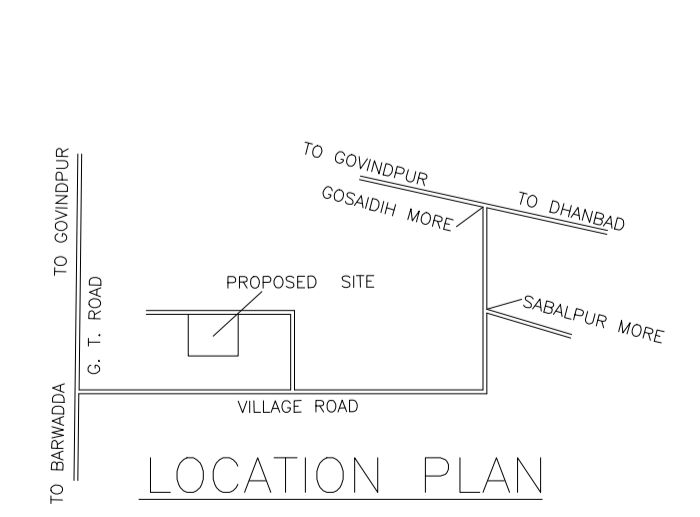 TO GOVINDPUR
TO GOVINDPUR
TO DHANBAD
GOSAIDIH MORE
PROPOSED SITE
G. T. ROAD
SABALPUR MORE
TO BARWADDA
VILLAGE ROAD
LOCATION PLAN